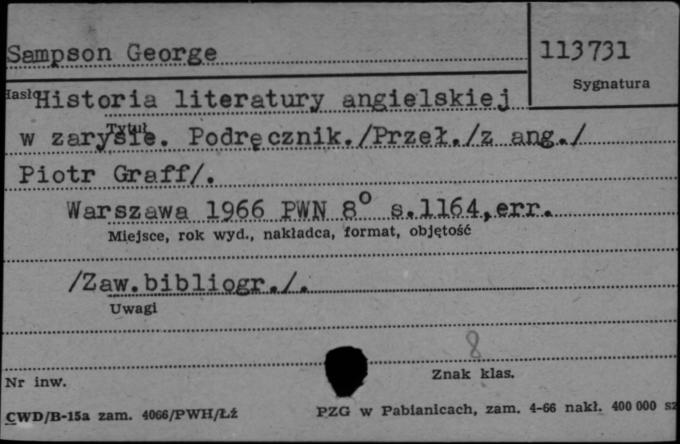 Sampson George 113731
Sygnatura
Hasło Historia literatury angielskiej
Tytuł
w zarysie. Podręcznik./Przeł./z ang./
Piotr Graff/.
Warszawa 1966 PWN 8° s.1164,err.
Miejsce, rok wyd., nakładca, format, objętość
/Zaw.bibliogr./.
Uwagi
8
Nr inw. Znak klas.
CWD/B-15a zam. 4066/PWH/Łź PZG w Pabianicach, zam. 4-66 nakł. 400 000 sz